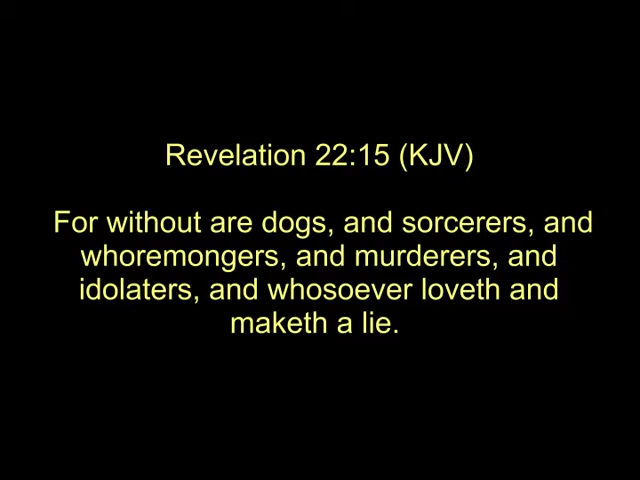 Revelation 22:15 (KJV)
For without are dogs, and sorcerers, and
whoremongers, and murderers, and
idolaters, and whosoever loveth and
maketh a lie.